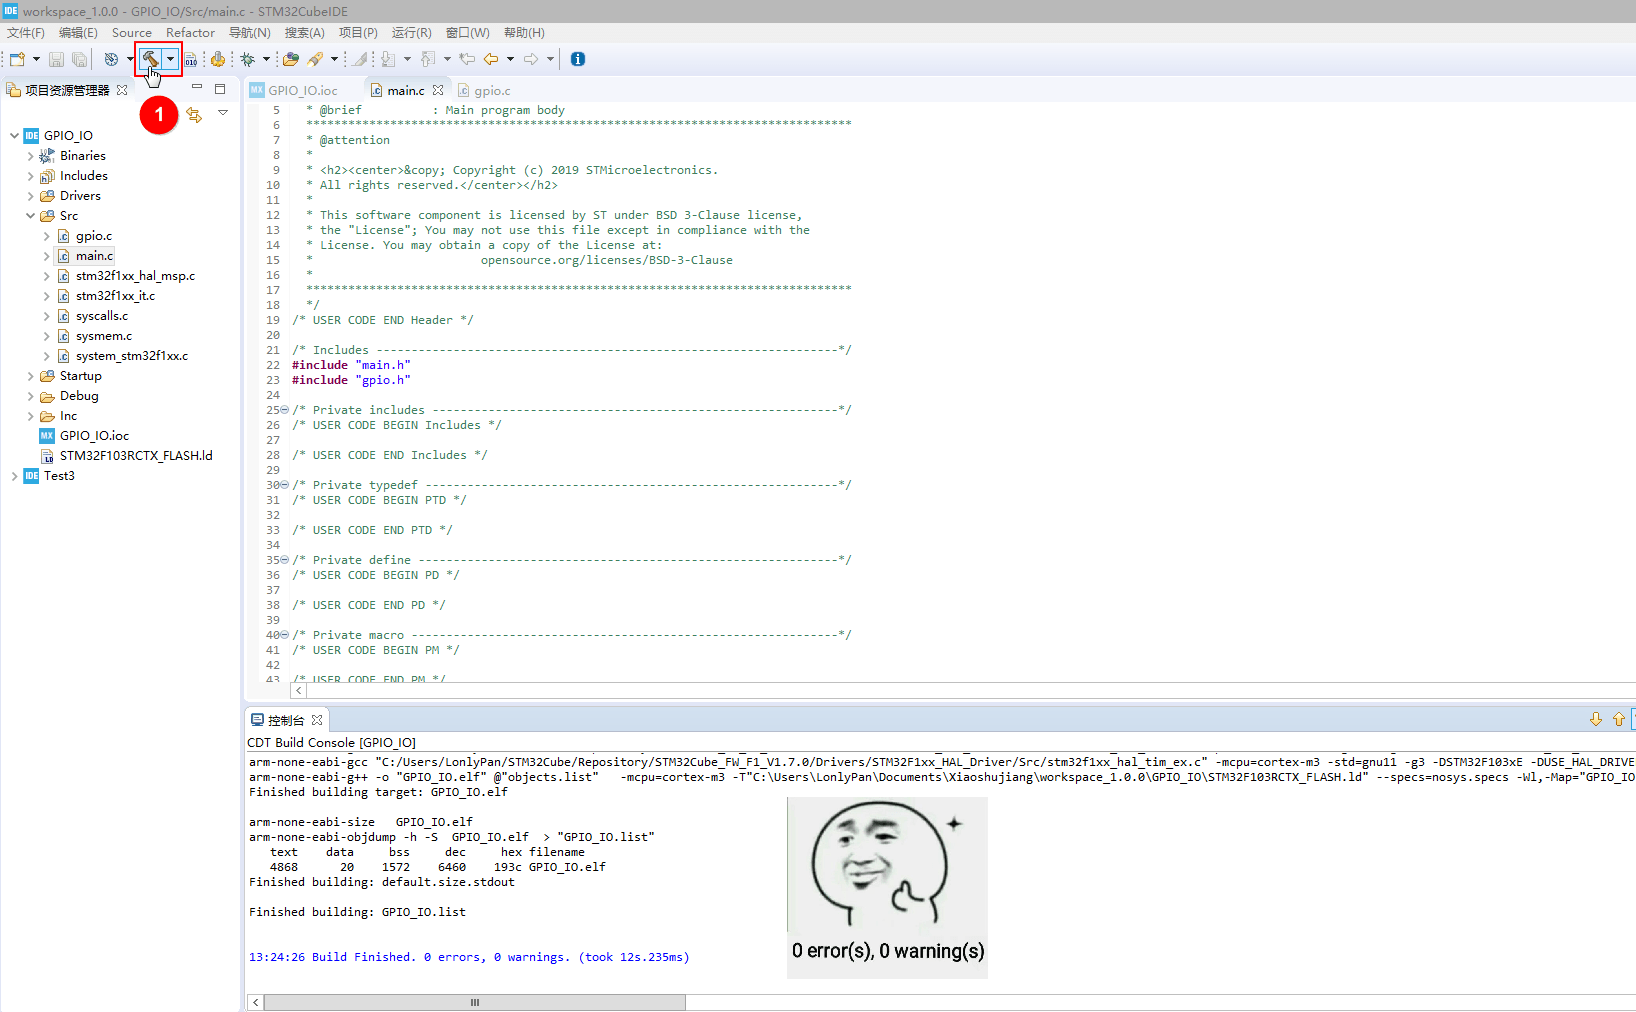 IDE workspace_1.0.0 - GPIO_IO/Src/main.c - STM32CubeIDE
文件(F) 编辑(E) Source Refactor 导航(N) 搜索(A) 项目(P) 运行(R) 窗口(W) 帮助(H)
010
项目资源管理器
1
IDE GPIO_IO
Binaries
Includes
Drivers
Src
gpio.c
main.c
stm32f1xx_hal_msp.c
stm32f1xx_it.c
syscalls.c
sysmem.c
system_stm32f1xx.c
Startup
Debug
Inc
MX GPIO_IO.ioc
STM32F103RCTX_FLASH.ld
IDE Test3
MX GPIO_IO.ioc main.c gpio.c
5 * @brief : Main program body
6 ******************************************************************************
7 * @attention
8 *
9 * <h2><center>&copy; Copyright (c) 2019 STMicroelectronics.
10 * All rights reserved.</center></h2>
11 *
12 * This software component is licensed by ST under BSD 3-Clause license,
13 * the "License"; You may not use this file except in compliance with the
14 * License. You may obtain a copy of the License at:
15 * opensource.org/licenses/BSD-3-Clause
16 *
17 ******************************************************************************
18 */
19 /* USER CODE END Header */
20
21 /* Includes ------------------------------------------------------------------*/
22 #include "main.h"
23 #include "gpio.h"
24
25 /* Private includes ----------------------------------------------------------*/
26 /* USER CODE BEGIN Includes */
27
28 /* USER CODE END Includes */
29
30 /* Private typedef -----------------------------------------------------------*/
31 /* USER CODE BEGIN PTD */
32
33 /* USER CODE END PTD */
34
35 /* Private define ------------------------------------------------------------*/
36 /* USER CODE BEGIN PD */
37
38 /* USER CODE END PD */
39
40 /* Private macro -------------------------------------------------------------*/
41 /* USER CODE BEGIN PM */
42
43 /* USER CODE END PM */
控制台
CDT Build Console [GPIO_IO]
arm-none-eabi-gcc "C:/Users/LonlyPan/STM32Cube/Repository/STM32Cube_FW_F1_V1.7.0/Drivers/STM32F1xx_HAL_Driver/Src/stm32f1xx_hal_tim_ex.c" -mcpu=cortex-m3 -std=gnu11 -g3 -DSTM32F103xE -DUSE_HAL_DRIVE
arm-none-eabi-g++ -o "GPIO_IO.elf" @"objects.list" -mcpu=cortex-m3 -T"C:\Users\LonlyPan\Documents\Xiaoshujiang\workspace_1.0.0\GPIO_IO\STM32F103RCTX_FLASH.ld" --specs=nosys.specs -Wl,-Map="GPIO_IO
Finished building target: GPIO_IO.elf
arm-none-eabi-size GPIO_IO.elf
arm-none-eabi-objdump -h -S GPIO_IO.elf > "GPIO_IO.list"
text data bss dec hex filename
4868 20 1572 6460 193c GPIO_IO.elf
Finished building: default.size.stdout
Finished building: GPIO_IO.list
13:24:26 Build Finished. 0 errors, 0 warnings. (took 12s.235ms)
0 error(s), 0 warning(s)